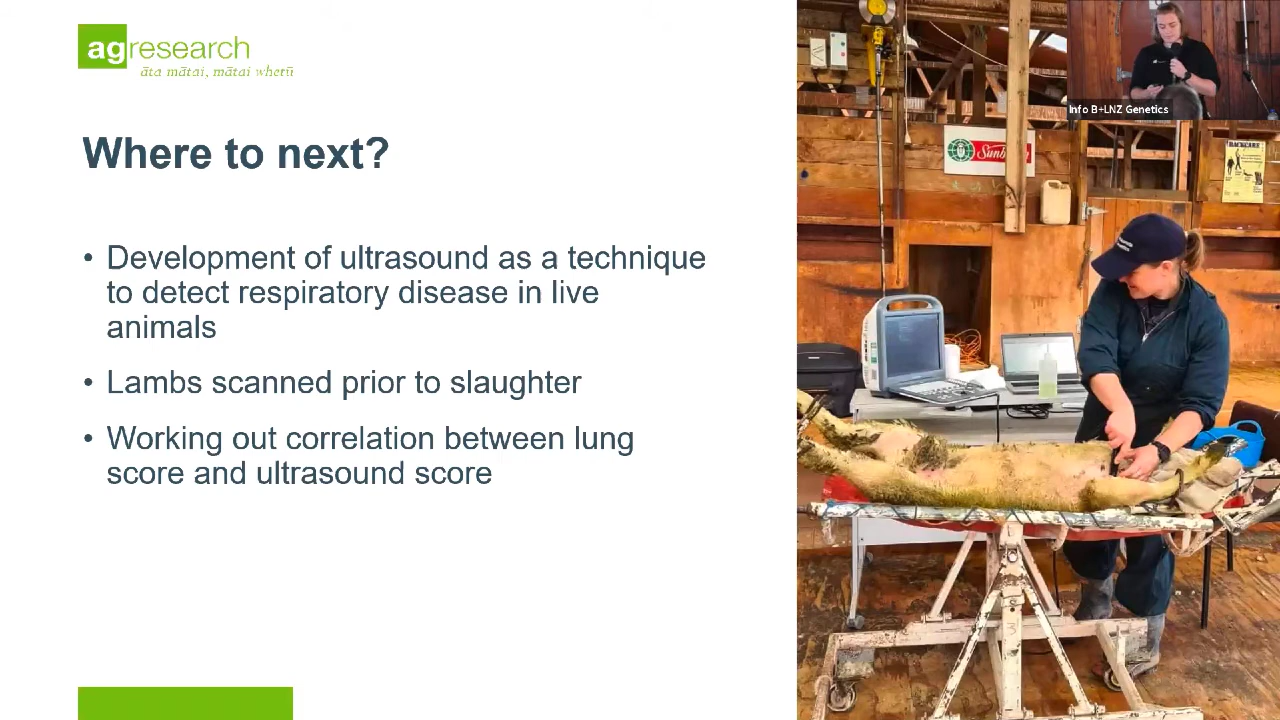 agresearch
āta mātai, mātai whetū
Info B+LNZ Genetics
Where to next?
• Development of ultrasound as a technique
to detect respiratory disease in live
animals
• Lambs scanned prior to slaughter
• Working out correlation between lung
score and ultrasound score